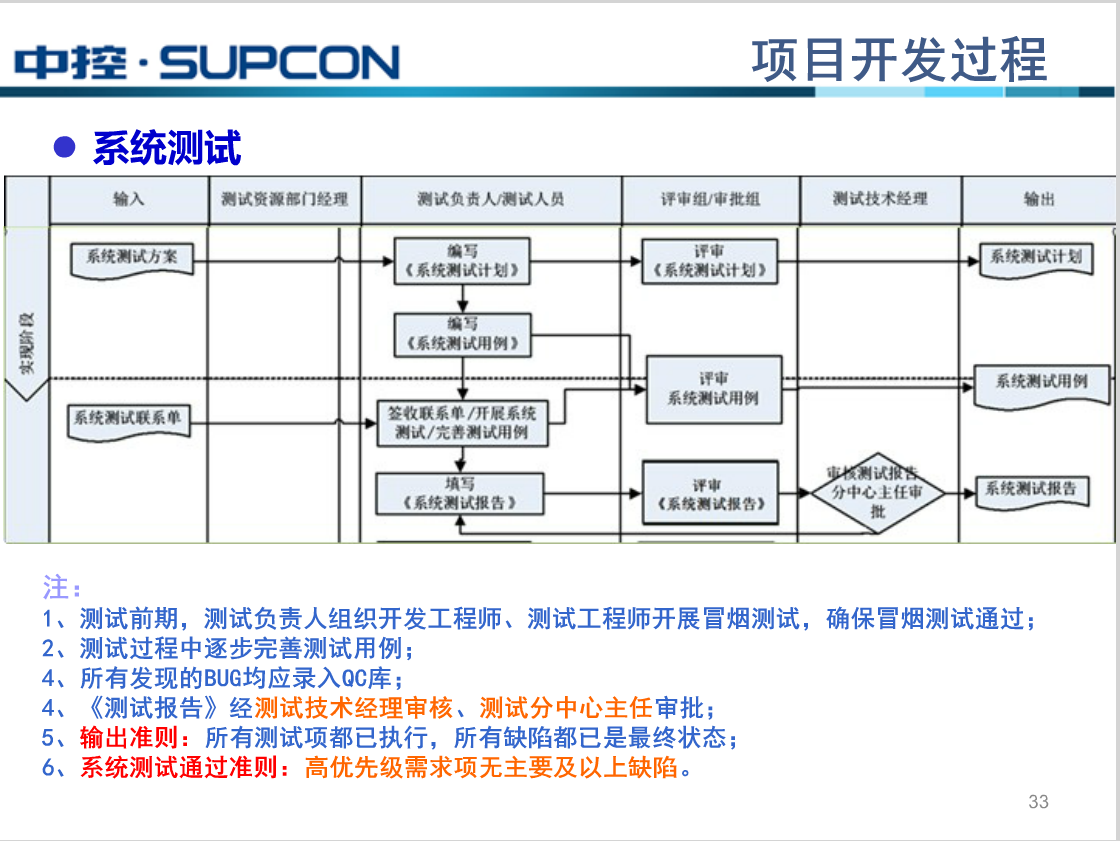 中控·SUPCON
项目开发过程
● 系统测试
输入 测试资源部门经理 测试负责人/测试人员 评审组/审批组 测试技术经理 输出
实现阶段
系统测试方案
编写
《系统测试计划》
评审
《系统测试计划》
系统测试计划
编写
《系统测试用例》
评审
系统测试用例
系统测试用例
系统测试联系单
签收联系单/开展系统
测试/完善测试用例
填写
《系统测试报告》
评审
《系统测试报告》
审核测试报告
分中心主任审
批
系统测试报告
注：
1、测试前期，测试负责人组织开发工程师、测试工程师开展冒烟测试，确保冒烟测试通过；
2、测试过程中逐步完善测试用例；
4、所有发现的BUG均应录入QC库；
4、《测试报告》经测试技术经理审核、测试分中心主任审批；
5、输出准则：所有测试项都已执行，所有缺陷都已是最终状态；
6、系统测试通过准则：高优先级需求项无主要及以上缺陷。
33